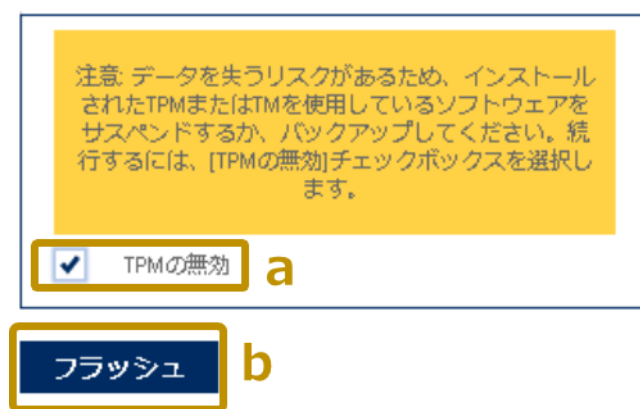 注意: データを失うリスクがあるため、インストール
されたTPMまたはTMを使用しているソフトウェアを
サスペンドするか、バックアップしてください。続
行するには、[TPMの無効]チェックボックスを選択し
ます。
TPMの無効 a
フラッシュ b